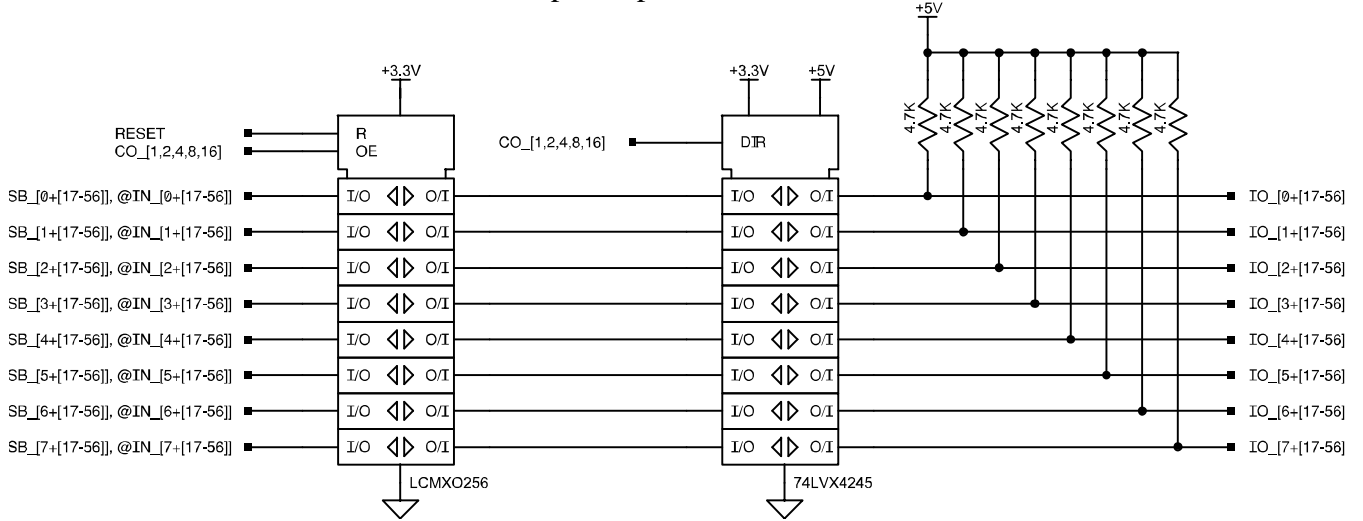 +5V
+3.3V
+3.3V +5V
4.7K 4.7K 4.7K 4.7K 4.7K 4.7K 4.7K 4.7K
RESET R
CO_[1,2,4,8,16] OE
CO_[1,2,4,8,16] DIR
SB_[0+[17-56]], @IN_[0+[17-56]] I/O O/I I/O O/I IO_[0+[17-56]
SB_[1+[17-56]], @IN_[1+[17-56]] I/O O/I I/O O/I IO_[1+[17-56]
SB_[2+[17-56]], @IN_[2+[17-56]] I/O O/I I/O O/I IO_[2+[17-56]
SB_[3+[17-56]], @IN_[3+[17-56]] I/O O/I I/O O/I IO_[3+[17-56]
SB_[4+[17-56]], @IN_[4+[17-56]] I/O O/I I/O O/I IO_[4+[17-56]
SB_[5+[17-56]], @IN_[5+[17-56]] I/O O/I I/O O/I IO_[5+[17-56]
SB_[6+[17-56]], @IN_[6+[17-56]] I/O O/I I/O O/I IO_[6+[17-56]
SB_[7+[17-56]], @IN_[7+[17-56]] I/O O/I I/O O/I IO_[7+[17-56]
LCMXO256 74LVX4245